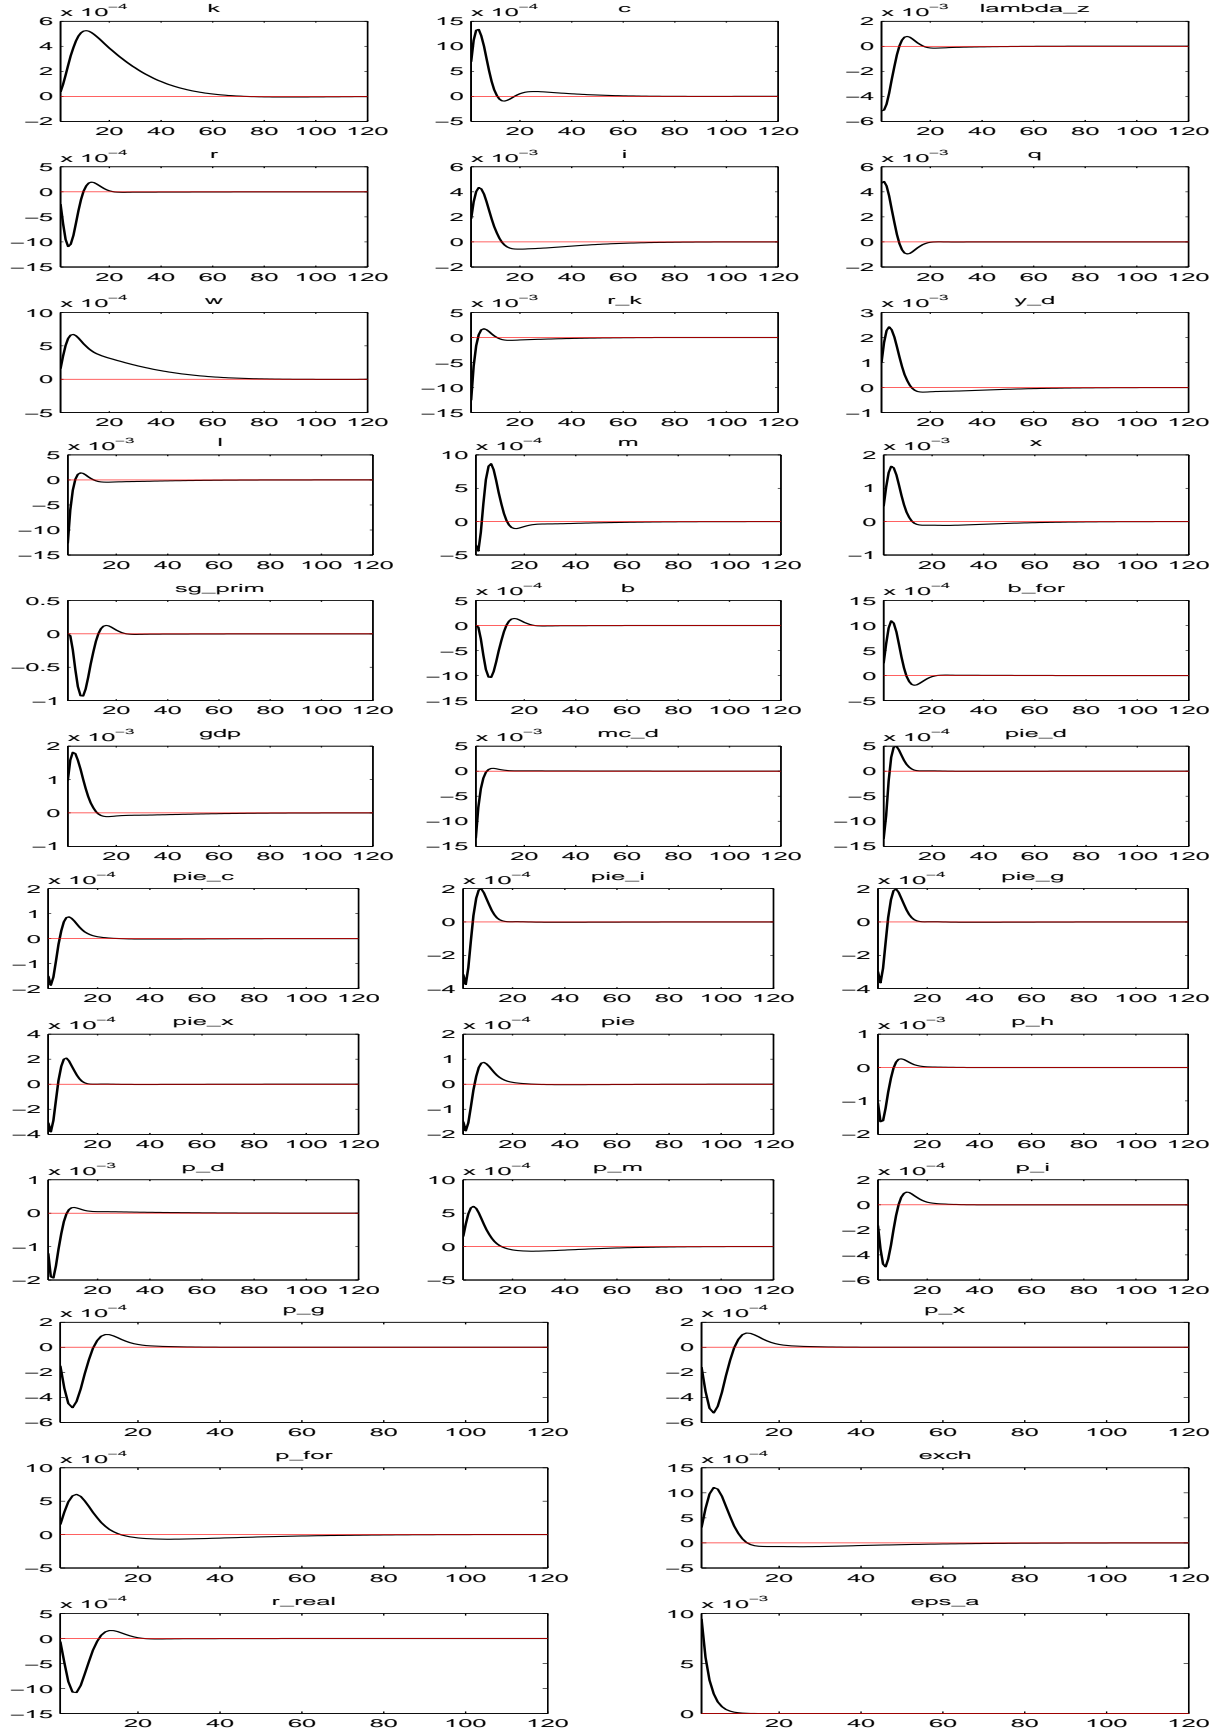 k c lambda_z
x 10−4 x 10−4 x 10−3
6 15 2
4 10 0
2 5 −2
0 0 −4
−2 −5 −6
20 40 60 80 100 120 20 40 60 80 100 120 20 40 60 80 100 120
r i q
x 10−4 x 10−3 x 10−3
5 6 6
0 4 4
−5 2 2
−10 0 0
−15 −2 −2
20 40 60 80 100 120 20 40 60 80 100 120 20 40 60 80 100 120
w r_k y_d
x 10−4 x 10−3 x 10−3
10 5 3
5 0 2
0 −5 1
−5 −10 0
−15 −1
20 40 60 80 100 120 20 40 60 80 100 120 20 40 60 80 100 120
l m x
x 10−3 x 10−4 x 10−3
5 10 2
0 5 1
−5 0 0
−10 −5 −1
−15
20 40 60 80 100 120 20 40 60 80 100 120 20 40 60 80 100 120
sg_prim b b_for
x 10−4 x 10−4
0.5 5 15
0 0 10
−0.5 −5 5
−1 −10 0
−15 −5
20 40 60 80 100 120 20 40 60 80 100 120 20 40 60 80 100 120
gdp mc_d pie_d
x 10−3 x 10−3 x 10−4
2 5 5
1 0 0
0 −5 −5
−1 −10 −10
−15 −15
20 40 60 80 100 120 20 40 60 80 100 120 20 40 60 80 100 120
pie_c pie_i pie_g
x 10−4 x 10−4 x 10−4
2 2 2
1 0 0
0 −2 −2
−1 −4 −4
−2
20 40 60 80 100 120 20 40 60 80 100 120 20 40 60 80 100 120
pie_x pie p_h
x 10−4 x 10−4 x 10−3
4 2 1
2 1 0
0 0 −1
−2 −1 −2
−4 −2
20 40 60 80 100 120 20 40 60 80 100 120 20 40 60 80 100 120
p_d p_m p_i
x 10−3 x 10−4 x 10−4
1 10 2
0 5 0
−1 0 −2
−2 −5 −4
−6
20 40 60 80 100 120 20 40 60 80 100 120 20 40 60 80 100 120
p_g p_x
x 10−4 x 10−4
2 2
0 0
−2 −2
−4 −4
−6 −6
20 40 60 80 100 120 20 40 60 80 100 120
p_for exch
x 10−4 x 10−4
10 15
5 10
0 5
−5 0
−5
20 40 60 80 100 120 20 40 60 80 100 120
r_real eps_a
x 10−4 x 10−3
5 10
0 5
−5 0
−10
−15
20 40 60 80 100 120 20 40 60 80 100 120